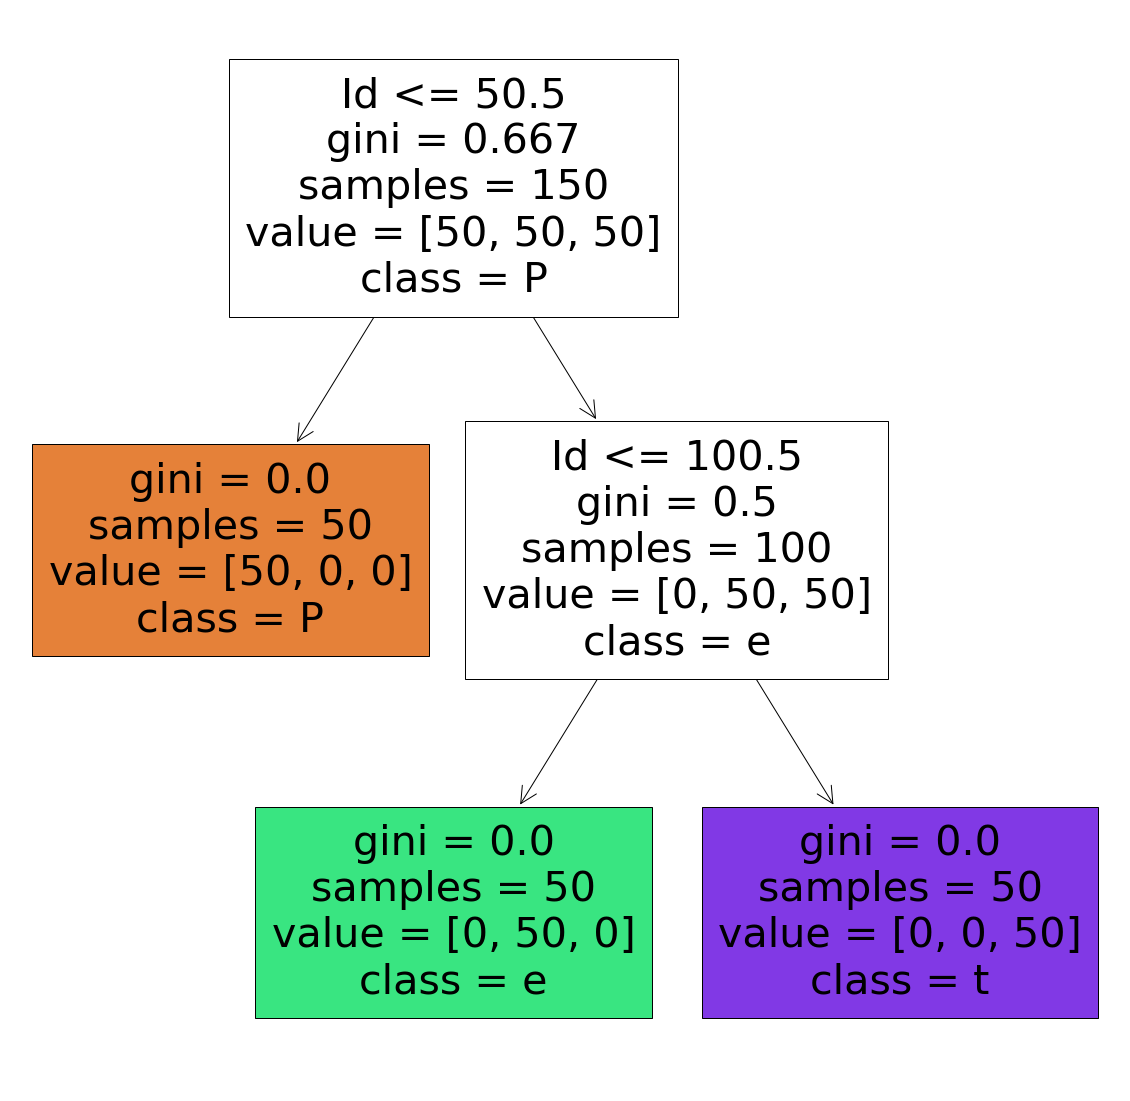 Id <= 50.5
gini = 0.667
samples = 150
value = [50, 50, 50]
class = P
gini = 0.0
samples = 50
value = [50, 0, 0]
class = P
Id <= 100.5
gini = 0.5
samples = 100
value = [0, 50, 50]
class = e
gini = 0.0
samples = 50
value = [0, 50, 0]
class = e
gini = 0.0
samples = 50
value = [0, 0, 50]
class = t